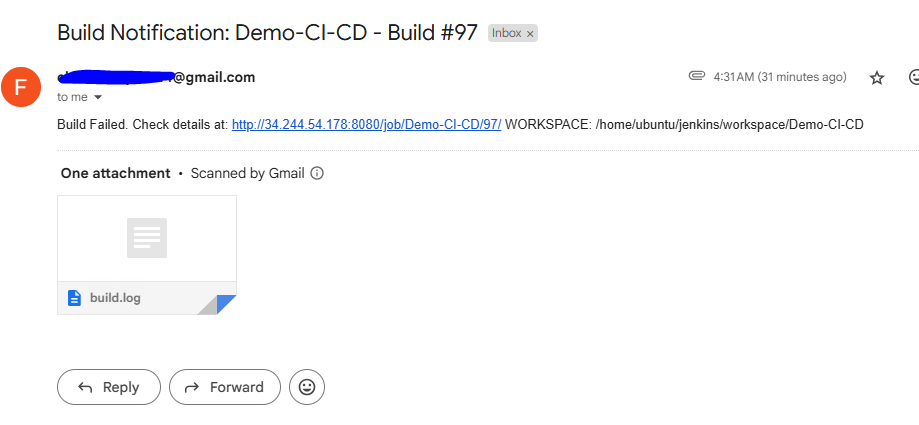 Build Notification: Demo-CI-CD - Build #97 Inbox ×
F
@gmail.com 4:31 AM (31 minutes ago)
to me
Build Failed. Check details at: http://34.244.54.178:8080/job/Demo-CI-CD/97/ WORKSPACE: /home/ubuntu/jenkins/workspace/Demo-CI-CD
One attachment • Scanned by Gmail
build.log
Reply Forward